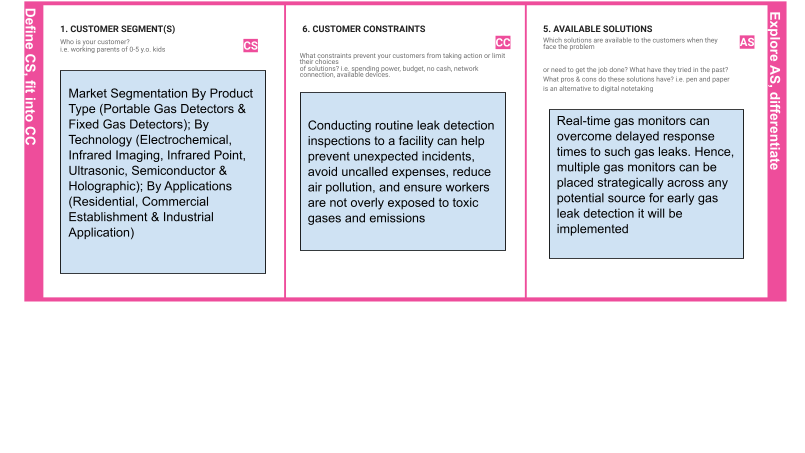 Define CS, fit into CC
1. CUSTOMER SEGMENT(S)
Who is your customer?
i.e. working parents of 0-5 y.o. kids
CS
Market Segmentation By Product
Type (Portable Gas Detectors &
Fixed Gas Detectors); By
Technology (Electrochemical,
Infrared Imaging, Infrared Point,
Ultrasonic, Semiconductor &
Holographic); By Applications
(Residential, Commercial
Establishment & Industrial
Application)
6. CUSTOMER CONSTRAINTS
CC
What constraints prevent your customers from taking action or limit
their choices
of solutions? i.e. spending power, budget, no cash, network
connection, available devices.
Conducting routine leak detection
inspections to a facility can help
prevent unexpected incidents,
avoid uncalled expenses, reduce
air pollution, and ensure workers
are not overly exposed to toxic
gases and emissions
5. AVAILABLE SOLUTIONS
Which solutions are available to the customers when they
face the problem
AS
or need to get the job done? What have they tried in the past?
What pros & cons do these solutions have? i.e. pen and paper
is an alternative to digital notetaking
Real-time gas monitors can
overcome delayed response
times to such gas leaks. Hence,
multiple gas monitors can be
placed strategically across any
potential source for early gas
leak detection it will be
implemented
Explore AS, differentiate